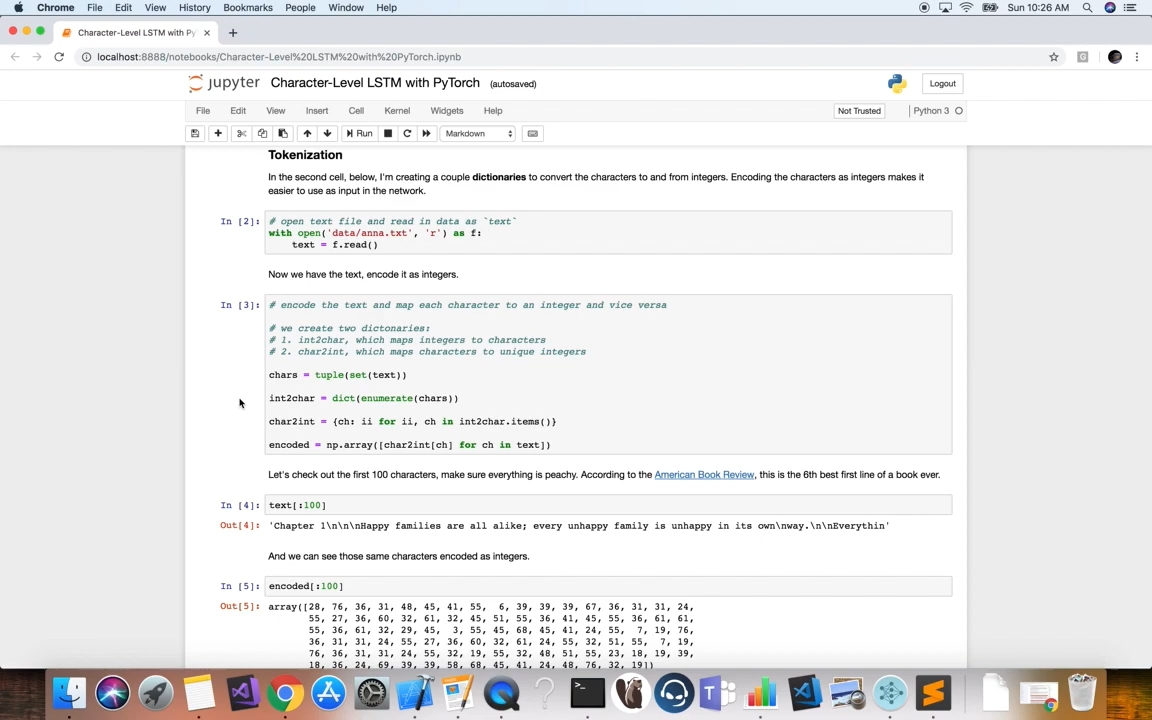 Chrome File Edit View History Bookmarks People Window Help Sun 10:26 AM
Character-Level LSTM with Py
localhost:8888/notebooks/Character-Level%20LSTM%20with%20PyTorch.ipynb
jupyter Character-Level LSTM with PyTorch (autosaved) Logout
File Edit View Insert Cell Kernel Widgets Help Not Trusted Python 3
Run Markdown
Tokenization
In the second cell, below, I'm creating a couple dictionaries to convert the characters to and from integers. Encoding the characters as integers makes it
easier to use as input in the network.
In [2]: # open text file and read in data as `text`
with open('data/anna.txt', 'r') as f:
text = f.read()
Now we have the text, encode it as integers.
In [3]: # encode the text and map each character to an integer and vice versa
# we create two dictonaries:
# 1. int2char, which maps integers to characters
# 2. char2int, which maps characters to unique integers
chars = tuple(set(text))
int2char = dict(enumerate(chars))
char2int = {ch: ii for ii, ch in int2char.items()}
encoded = np.array([char2int[ch] for ch in text])
Let's check out the first 100 characters, make sure everything is peachy. According to the American Book Review, this is the 6th best first line of a book ever.
In [4]: text[:100]
Out[4]: 'Chapter 1\n\n\nHappy families are all alike; every unhappy family is unhappy in its own\nway.\n\nEverythin'
And we can see those same characters encoded as integers.
In [5]: encoded[:100]
Out[5]: array([28, 76, 36, 31, 48, 45, 41, 55, 6, 39, 39, 39, 67, 36, 31, 31, 24,
55, 27, 36, 60, 32, 61, 32, 45, 51, 55, 36, 41, 45, 55, 36, 61, 61,
55, 36, 61, 32, 29, 45, 3, 55, 45, 68, 45, 41, 24, 55, 7, 19, 76,
36, 31, 31, 24, 55, 27, 36, 60, 32, 61, 24, 55, 32, 51, 55, 7, 19,
76, 36, 31, 31, 24, 55, 32, 19, 55, 32, 48, 51, 55, 23, 18, 19, 39,
18, 36, 24, 69, 39, 39, 58, 68, 45, 41, 24, 48, 76, 32, 19])